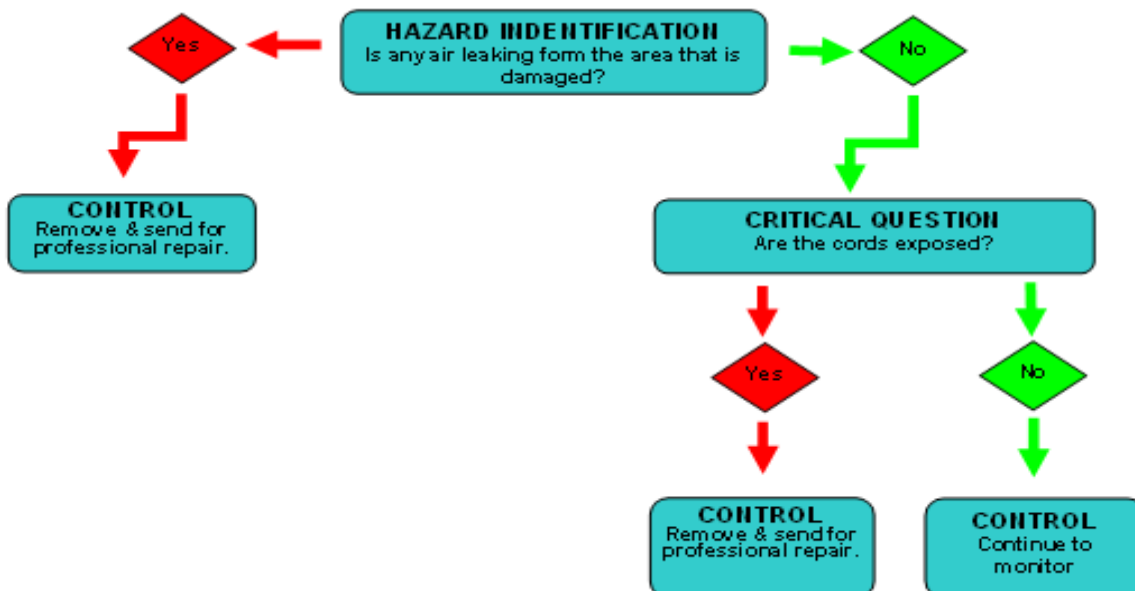 HAZARD INDENTIFICATION
Is any air leaking form the area that is
damaged?
Yes
No
CONTROL
Remove & send for
professional repair.
CRITICAL QUESTION
Are the cords exposed?
Yes
No
CONTROL
Remove & send for
professional repair.
CONTROL
Continue to
monitor